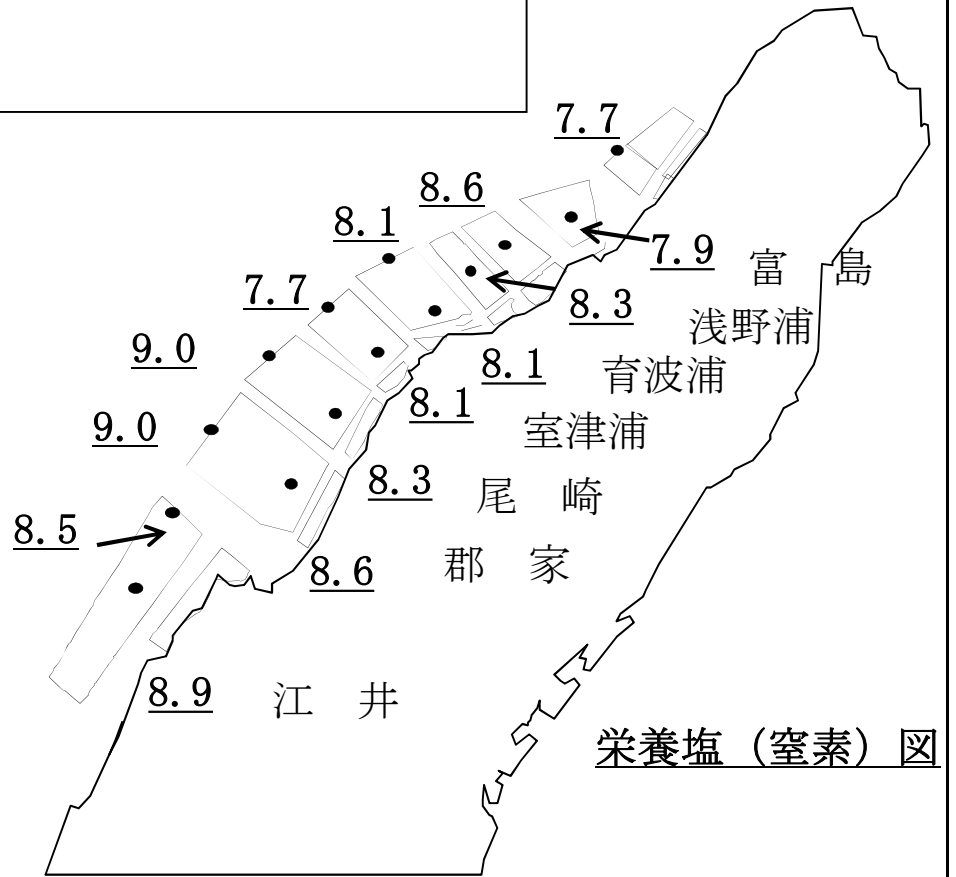 7.7
8.6
8.1
7.9
富 島
7.7
8.3
浅野浦
9.0
8.1
育波浦
8.1
9.0
室津浦
8.3
尾 崎
8.5
8.6
郡 家
8.9
江 井
栄養塩（窒素）図